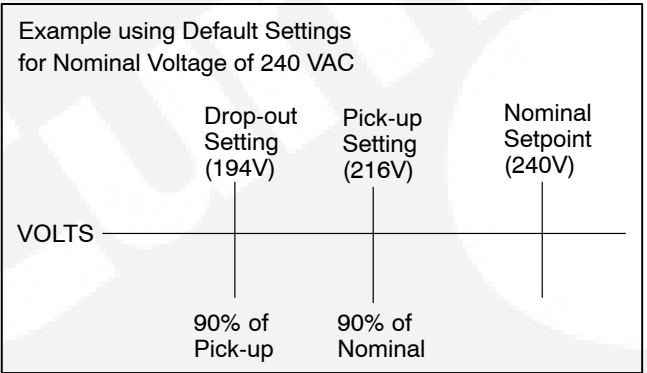 Example using Default Settings
for Nominal Voltage of 240 VAC
Drop-out
Setting
(194V)
Pick-up
Setting
(216V)
Nominal
Setpoint
(240V)
VOLTS
90% of
Pick-up
90% of
Nominal